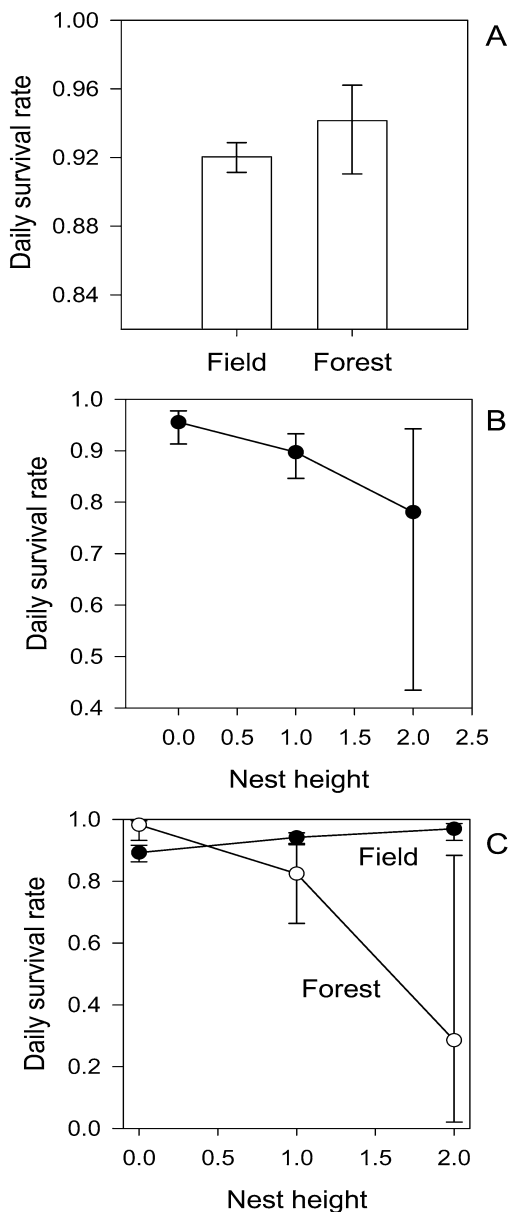 A
Daily survival rate
1.00
0.96
0.92
0.88
0.84
Field Forest
B
Daily survival rate
1.0
0.9
0.8
0.7
0.6
0.5
0.4
0.0 0.5 1.0 1.5 2.0 2.5
Nest height
C
Daily survival rate
1.0
0.8
0.6
0.4
0.2
0.0
Field
Forest
0.0 0.5 1.0 1.5 2.0
Nest height